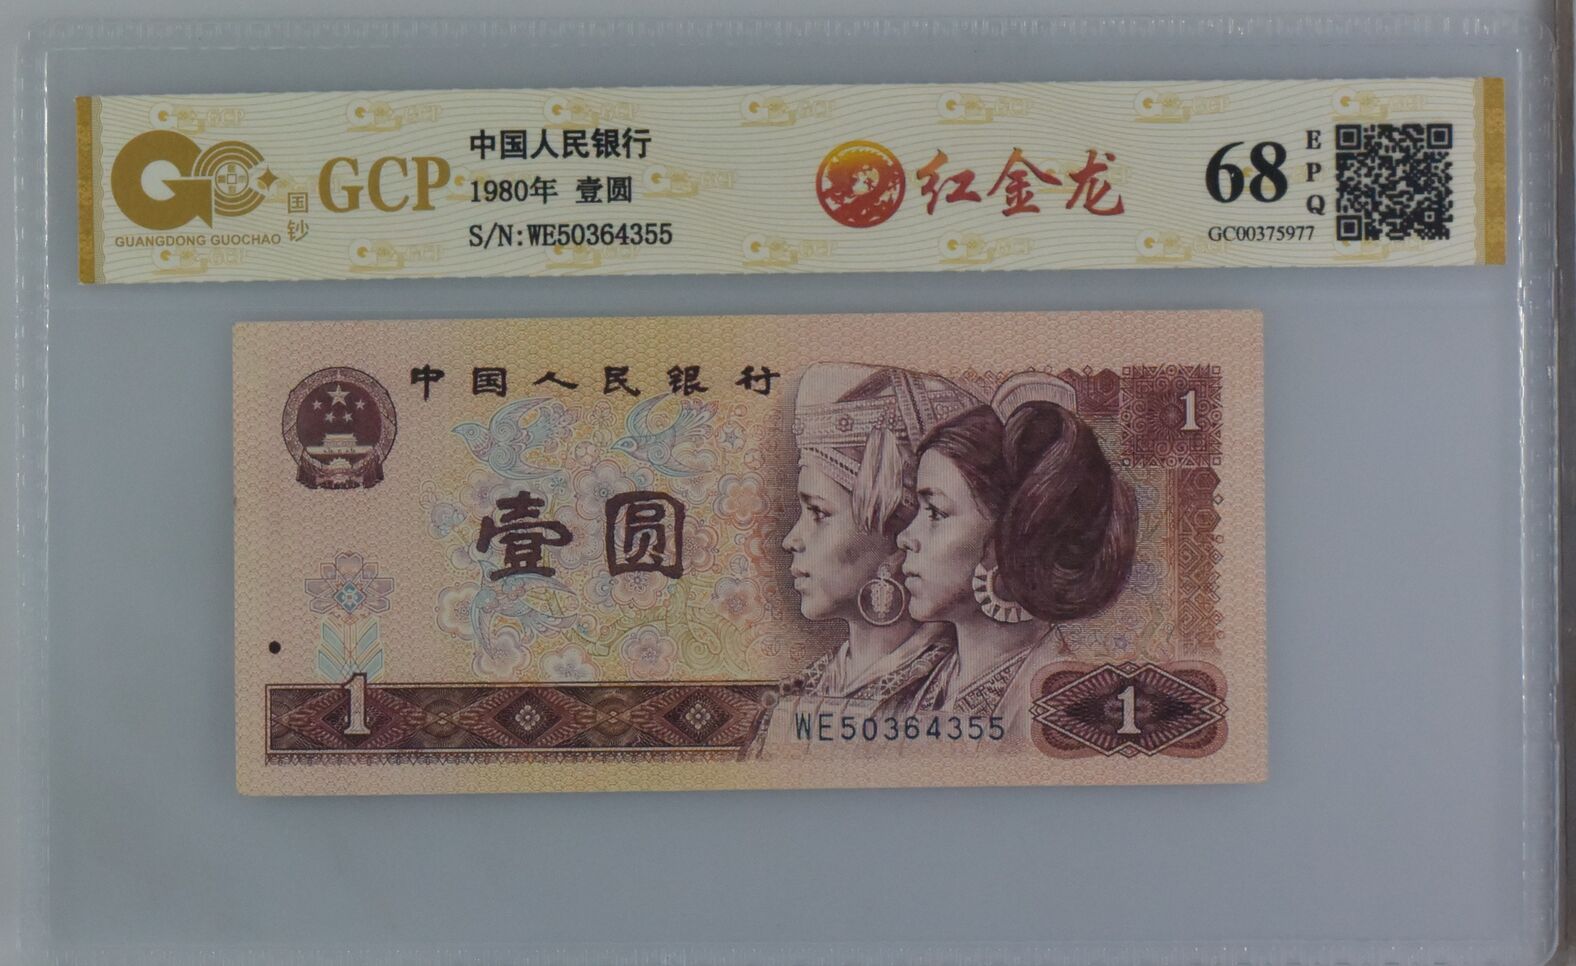 GCP
GUANGDONG GUOCHAO
国钞
中国人民银行
1980年 壹圆
S/N:WE50364355
红金龙
68
EPQ
GC00375977
中国人民银行
1
壹圆
1
WE50364355
1